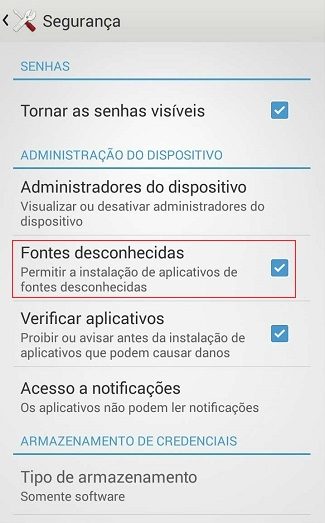 Segurança
SENHAS
Tornar as senhas visíveis
ADMINISTRAÇÃO DO DISPOSITIVO
Administradores do dispositivo
Visualizar ou desativar administradores do
dispositivo
Fontes desconhecidas
Permitir a instalação de aplicativos de
fontes desconhecidas
Verificar aplicativos
Proibir ou avisar antes da instalação de
aplicativos que podem causar danos
Acesso a notificações
Os aplicativos não podem ler notificações
ARMAZENAMENTO DE CREDENCIAIS
Tipo de armazenamento
Somente software